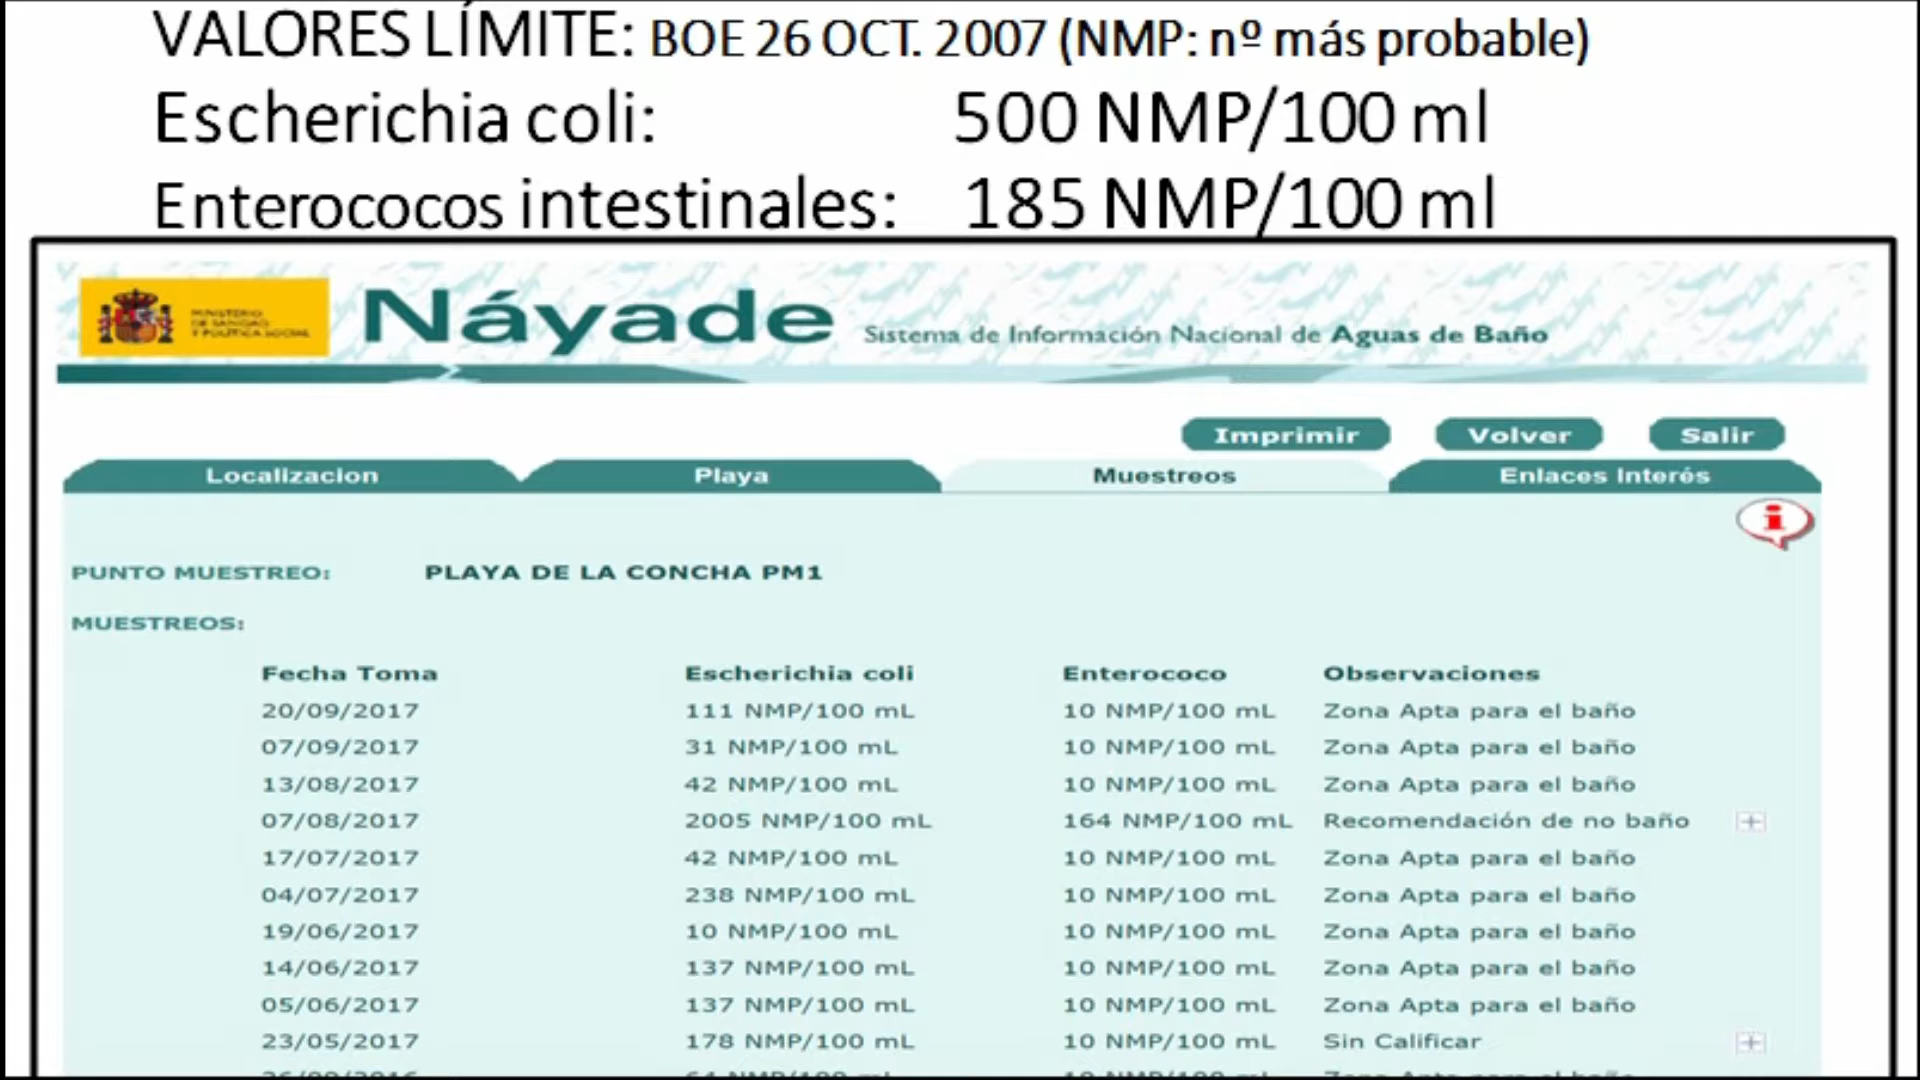 VALORES LÍMITE: BOE 26 OCT. 2007 (NMP: nº más probable)
Escherichia coli: 500 NMP/100 ml
Enterococos intestinales: 185 NMP/100 ml
MINISTERIO
DE SANIDAD
Y POLÍTICA SOCIAL
Náyade Sistema de Información Nacional de Aguas de Baño
Imprimir Volver Salir
Localizacion Playa Muestreos Enlaces Interés
PUNTO MUESTREO: PLAYA DE LA CONCHA PM1
MUESTREOS:
Fecha Toma Escherichia coli Enterococo Observaciones
20/09/2017 111 NMP/100 mL 10 NMP/100 mL Zona Apta para el baño
07/09/2017 31 NMP/100 mL 10 NMP/100 mL Zona Apta para el baño
13/08/2017 42 NMP/100 mL 10 NMP/100 mL Zona Apta para el baño
07/08/2017 2005 NMP/100 mL 164 NMP/100 mL Recomendación de no baño
17/07/2017 42 NMP/100 mL 10 NMP/100 mL Zona Apta para el baño
04/07/2017 238 NMP/100 mL 10 NMP/100 mL Zona Apta para el baño
19/06/2017 10 NMP/100 mL 10 NMP/100 mL Zona Apta para el baño
14/06/2017 137 NMP/100 mL 10 NMP/100 mL Zona Apta para el baño
05/06/2017 137 NMP/100 mL 10 NMP/100 mL Zona Apta para el baño
23/05/2017 178 NMP/100 mL 10 NMP/100 mL Sin Calificar